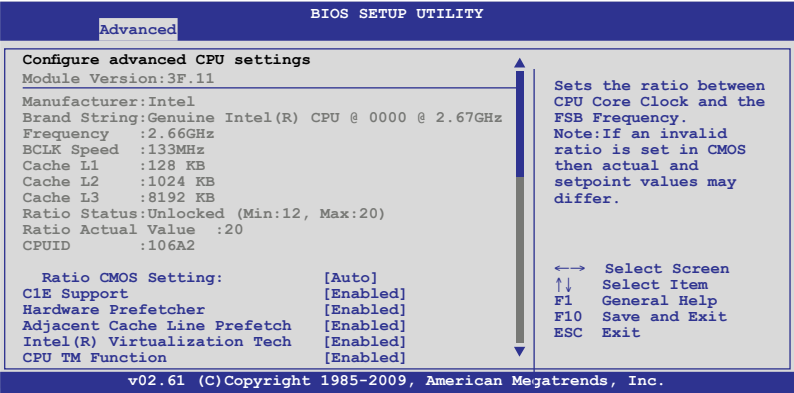 BIOS SETUP UTILITY
Advanced
Configure advanced CPU settings
Module Version:3F.11
Manufacturer:Intel
Brand String:Genuine Intel(R) CPU @ 0000 @ 2.67GHz
Frequency :2.66GHz
BCLK Speed :133MHz
Cache L1 :128 KB
Cache L2 :1024 KB
Cache L3 :8192 KB
Ratio Status:Unlocked (Min:12, Max:20)
Ratio Actual Value :20
CPUID :106A2
Ratio CMOS Setting: [Auto]
C1E Support [Enabled]
Hardware Prefetcher [Enabled]
Adjacent Cache Line Prefetch [Enabled]
Intel(R) Virtualization Tech [Enabled]
CPU TM Function [Enabled]
Sets the ratio between
CPU Core Clock and the
FSB Frequency.
Note:If an invalid
ratio is set in CMOS
then actual and
setpoint values may
differ.
←→ Select Screen
↑↓ Select Item
F1 General Help
F10 Save and Exit
ESC Exit
v02.61 (C)Copyright 1985-2009, American Megatrends, Inc.